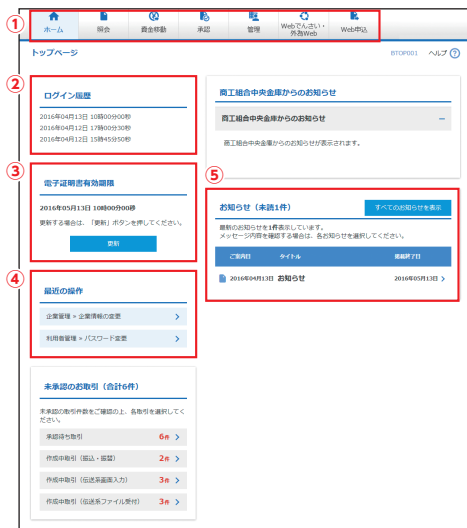 ①
ホーム
照会
資金移動
承認
管理
Webでんさい・
外為Web
Web申込
トップページ
BTOP001 ヘルプ ?
②
ログイン履歴
2016年04月13日 10時00分00秒
2016年04月12日 17時00分30秒
2016年04月12日 15時45分50秒
商工組合中央金庫からのお知らせ
商工組合中央金庫からのお知らせ −
商工組合中央金庫からのお知らせが表示されます。
③
電子証明書有効期限
2016年05月13日 10時00分00秒
更新する場合は、「更新」ボタンを押してください。
更新
⑤
お知らせ（未読1件）
すべてのお知らせを表示
最新のお知らせを1件表示しています。
メッセージ内容を確認する場合は、各お知らせを選択してください。
ご案内日 タイトル 掲載終了日
2016年04月13日 お知らせ 2016年05月13日
④
最近の操作
企業管理 » 企業情報の変更
利用者管理 » パスワード変更
未承認のお取引（合計6件）
未承認の取引件数をご確認の上、各取引を選択してく
ださい。
承認待ち取引 6件
作成中取引（振込・振替） 2件
作成中取引（伝送系画面入力） 3件
作成中取引（伝送系ファイル受付） 3件